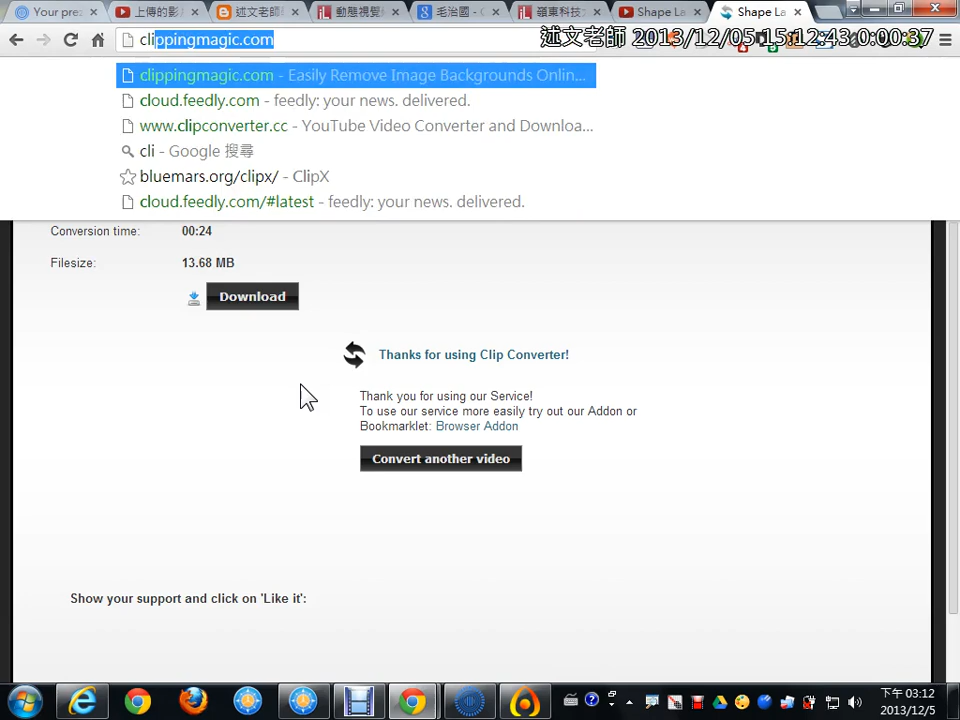 Your prez
上傳的影
述文老師
動態視覺
毛治國 - G
嶺東科技
Shape La
Shape La
clippingmagic.com
述文老師 2013/12/05 15:12:43 0:00:37
clippingmagic.com - Easily Remove Image Backgrounds Onlin...
cloud.feedly.com - feedly: your news. delivered.
www.clipconverter.cc - YouTube Video Converter and Downloa...
cli - Google 搜尋
bluemars.org/clipx/ - ClipX
cloud.feedly.com/#latest - feedly: your news. delivered.
Conversion time: 00:24
Filesize: 13.68 MB
Download
Thanks for using Clip Converter!
Thank you for using our Service!
To use our service more easily try out our Addon or
Bookmarklet: Browser Addon
Convert another video
Show your support and click on 'Like it':
下午 03:12
2013/12/5